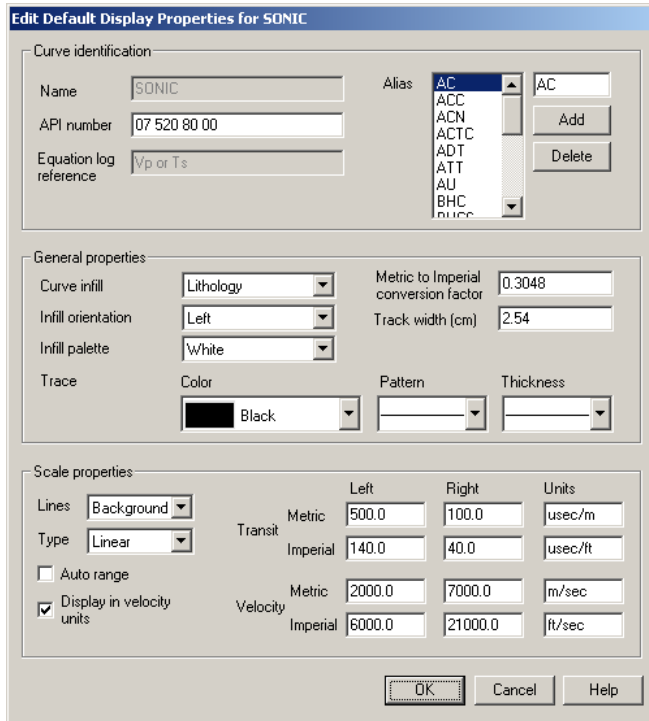 Edit Default Display Properties for SONIC
Curve identification
Name SONIC
API number 07 520 80 00
Equation log reference Vp or Ts
Alias AC AC
ACC
ACN
ACTC
ADT
ATT
AU
BHC
Add
Delete
General properties
Curve infill Lithology
Infill orientation Left
Infill palette White
Metric to Imperial conversion factor 0.3048
Track width (cm) 2.54
Trace Color Pattern Thickness
Black
Scale properties
Lines Background
Type Linear
Auto range
Display in velocity units
Left Right Units
Transit
Metric 500.0 100.0 usec/m
Imperial 140.0 40.0 usec/ft
Velocity
Metric 2000.0 7000.0 m/sec
Imperial 6000.0 21000.0 ft/sec
OK Cancel Help